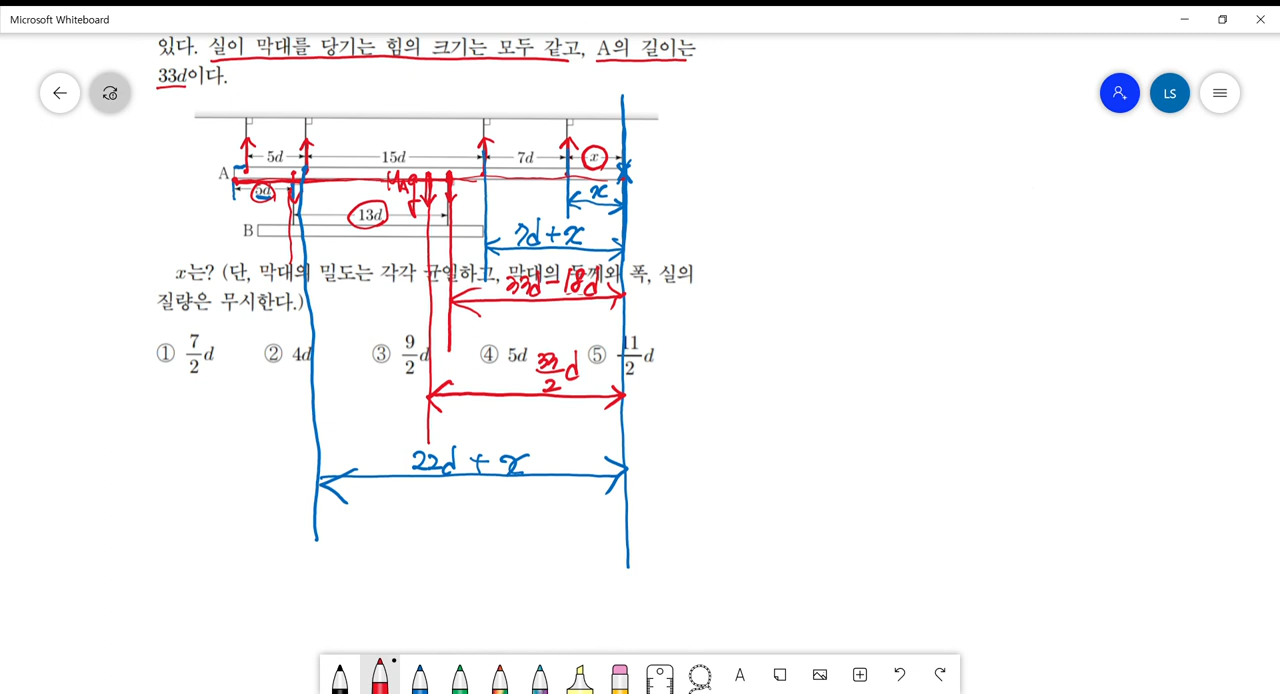 Microsoft Whiteboard
있다. 실이 막대를 당기는 힘의 크기는 모두 같고, A의 길이는
33d이다.
LS
5d 15d 7d x
A
5d
x
13d
7d + x
B
x는? (단, 막대의 밀도는 각각 균일하고, 막대의 두께와 폭, 실의
33d - 18d
질량은 무시한다.)
① 7/2 d ② 4d ③ 9/2 d ④ 5d ⑤ 11/2 d
33/2 d
22d + x
A